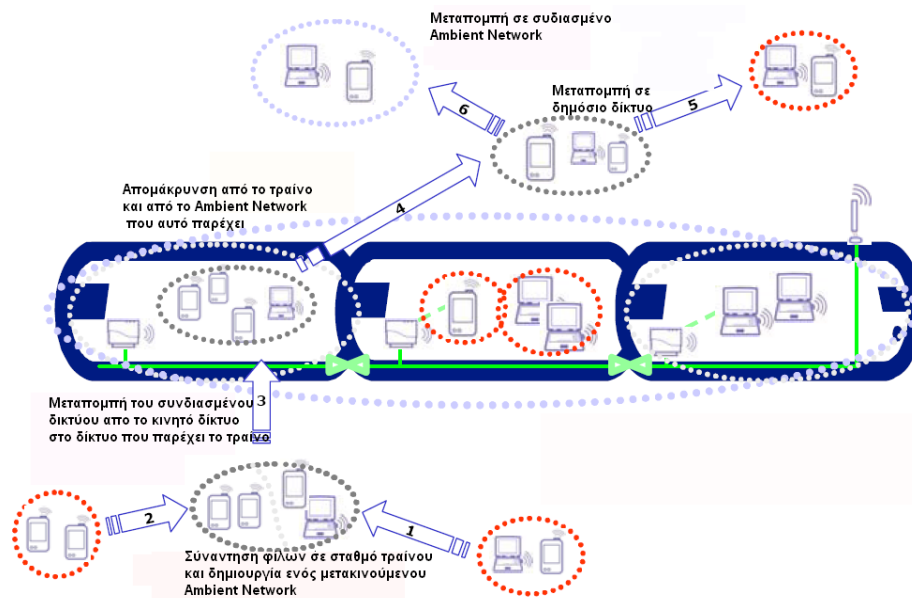 Μεταπομπή σε συδιασμένο
Ambient Network
6
Μεταπομπή σε
δημόσιο δίκτυο
5
Απομάκρυνση από το τραίνο
και από το Ambient Network
που αυτό παρέχει
4
Μεταπομπή του συνδιασμένου
δικτύου απο το κινητό δίκτυο
στο δίκτυο που παρέχει το τραίνο
3
2
1
Σύναντηση φίλων σε σταθμό τραίνου
και δημιουργία ενός μετακινούμενου
Ambient Network